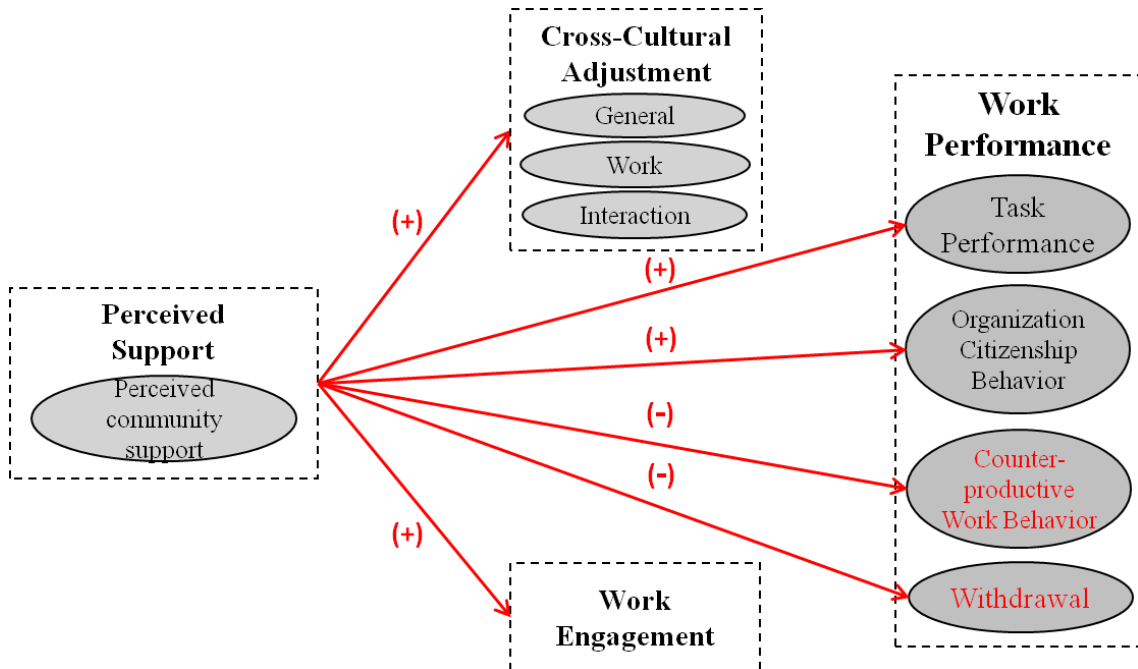 Cross-Cultural
Adjustment
General
Work
Interaction
(+)
Perceived
Support
Perceived
community
support
(+)
(+)
(-)
(-)
(+)
Work
Engagement
Work
Performance
Task
Performance
Organization
Citizenship
Behavior
Counter-
productive
Work Behavior
Withdrawal